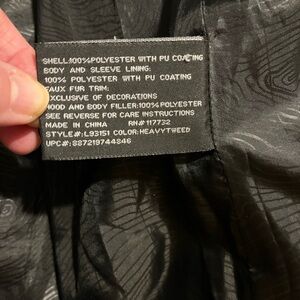 SHELL:100%POLYESTER WITH PU COATING
BODY AND SLEEVE LINING:
100% POLYESTER WITH PU COATING
FAUX FUR TRIM:
EXCLUSIVE OF DECORATIONS
HOOD AND BODY FILLER:100%POLYESTER
SEE REVERSE FOR CARE INSTRUCTIONS
MADE IN CHINA RN#117732
STYLE#:L93151 COLOR:HEAVYTWEED
UPC#:887219744846